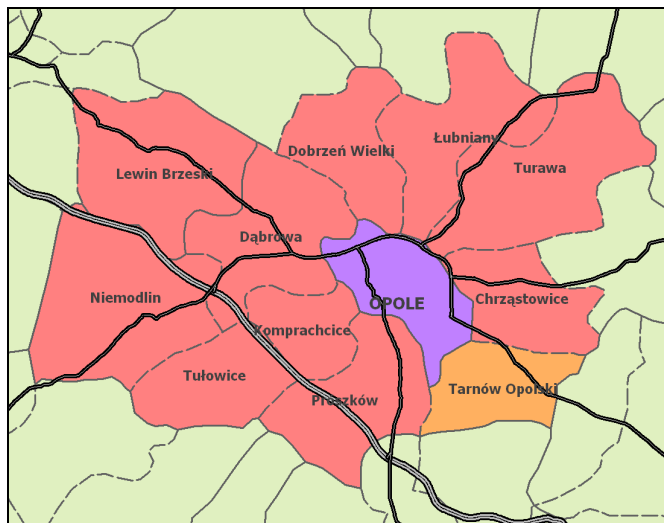 Łubniany
Dobrzeń Wielki
Turawa
Lewin Brzeski
Dąbrowa
Niemodlin
Chrząstowice
OPOLE
Komprachcice
Tułowice
Tarnów Opolski
Prószków